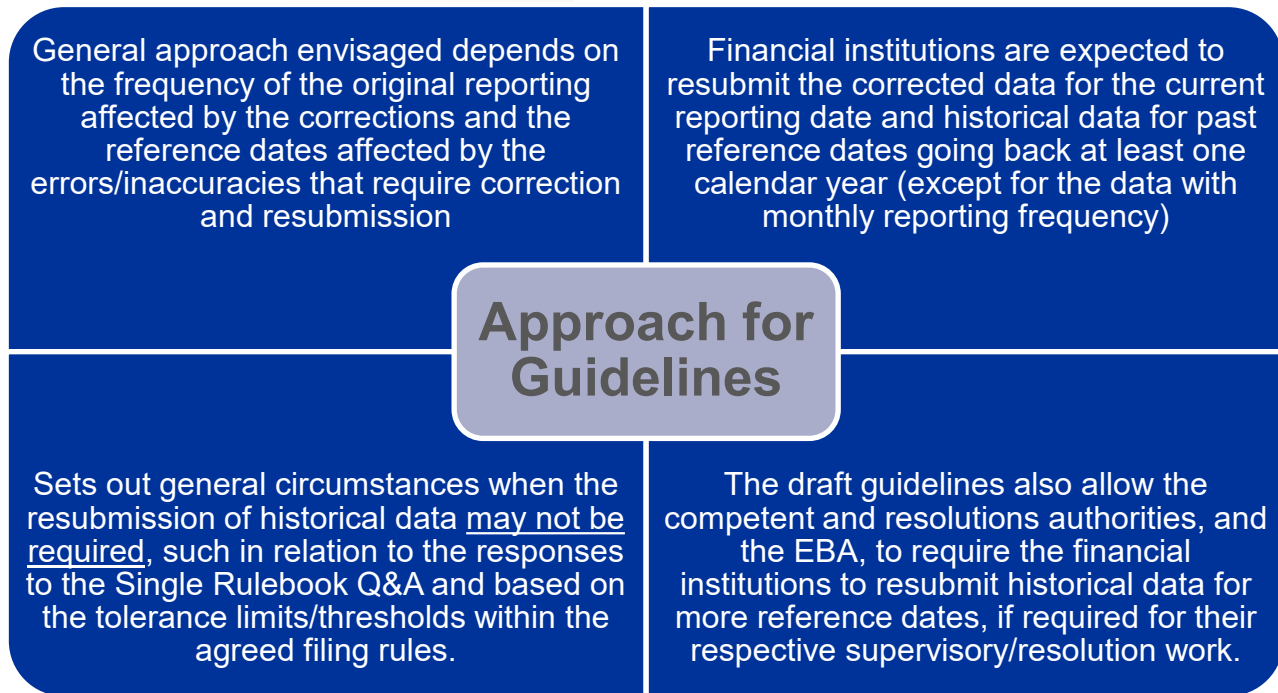 General approach envisaged depends on
the frequency of the original reporting
affected by the corrections and the
reference dates affected by the
errors/inaccuracies that require correction
and resubmission
Financial institutions are expected to
resubmit the corrected data for the current
reporting date and historical data for past
reference dates going back at least one
calendar year (except for the data with
monthly reporting frequency)
Approach for
Guidelines
Sets out general circumstances when the
resubmission of historical data may not be
required, such in relation to the responses
to the Single Rulebook Q&A and based on
the tolerance limits/thresholds within the
agreed filing rules.
The draft guidelines also allow the
competent and resolutions authorities, and
the EBA, to require the financial
institutions to resubmit historical data for
more reference dates, if required for their
respective supervisory/resolution work.